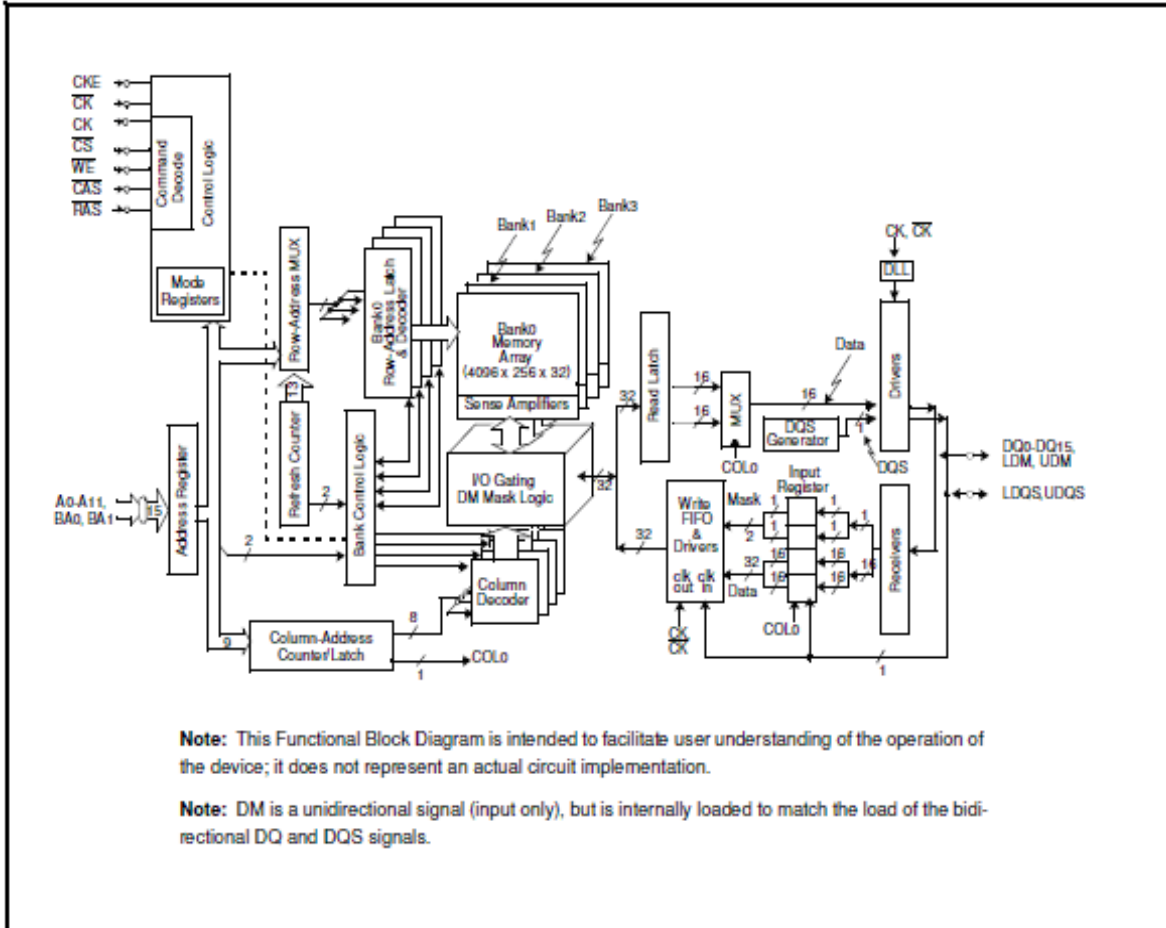 CKE
CK
CK
CS
WE
CAS
RAS
Command
Decode
Control Logic
Mode
Registers
Row-Address MUX
13
Refresh Counter
2
Bank0
Row-Address Latch
& Decoder
Bank1
Bank2
Bank3
Bank0
Memory
Array
(4096 x 256 x 32)
Sense Amplifiers
I/O Gating
DM Mask Logic
Bank Control Logic
Column
Decoder
A0-A11,
BA0, BA1
15
Address Register
2
9
Column-Address
Counter/Latch
8
1
COL0
32
32
32
Read Latch
16
16
MUX
COL0
16
Data
DQS
Generator
1
DQS
CK, CK
DLL
Drivers
DQ0-DQ15,
LDM, UDM
LDQS,UDQS
Input
Register
Write
FIFO
&
Drivers
clk clk
out in
Mask
2
32
Data
1
1
16
16
1
1
16
16
1
16
Receivers
CK
CK
COL0
1
Note: This Functional Block Diagram is intended to facilitate user understanding of the operation of
the device; it does not represent an actual circuit implementation.
Note: DM is a unidirectional signal (input only), but is internally loaded to match the load of the bidi-
rectional DQ and DQS signals.